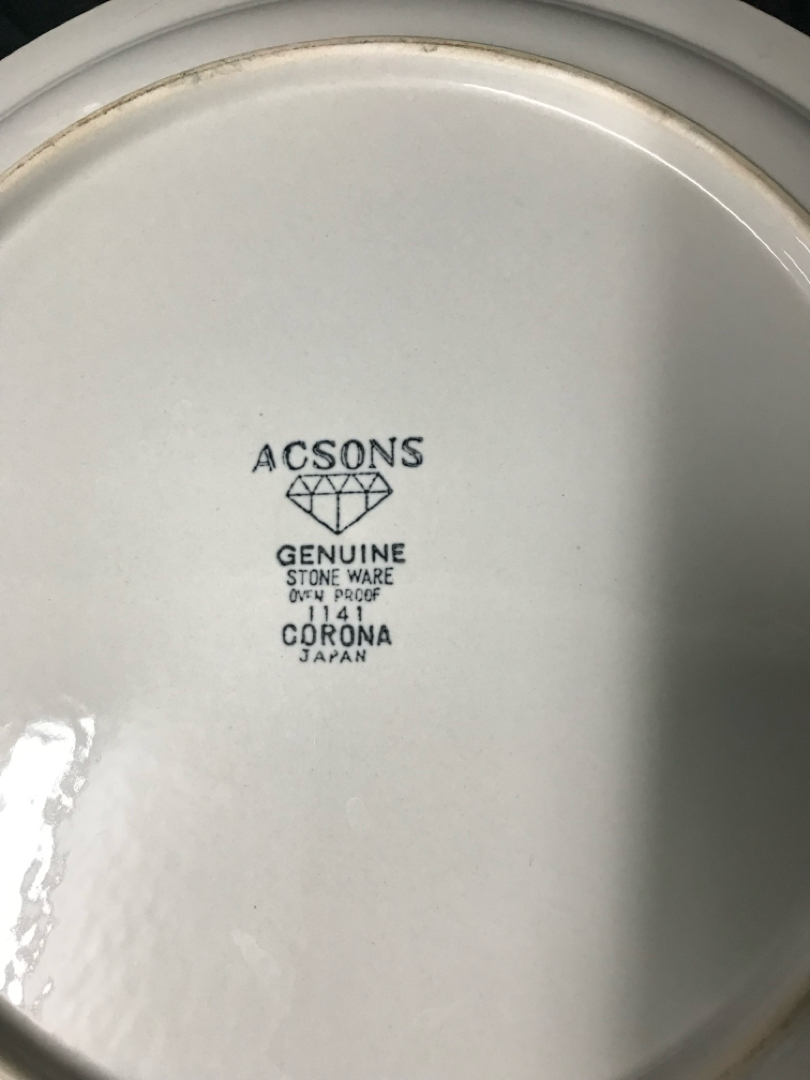 ACSONS
GENUINE
STONE WARE
OVEN PROOF
1141
CORONA
JAPAN